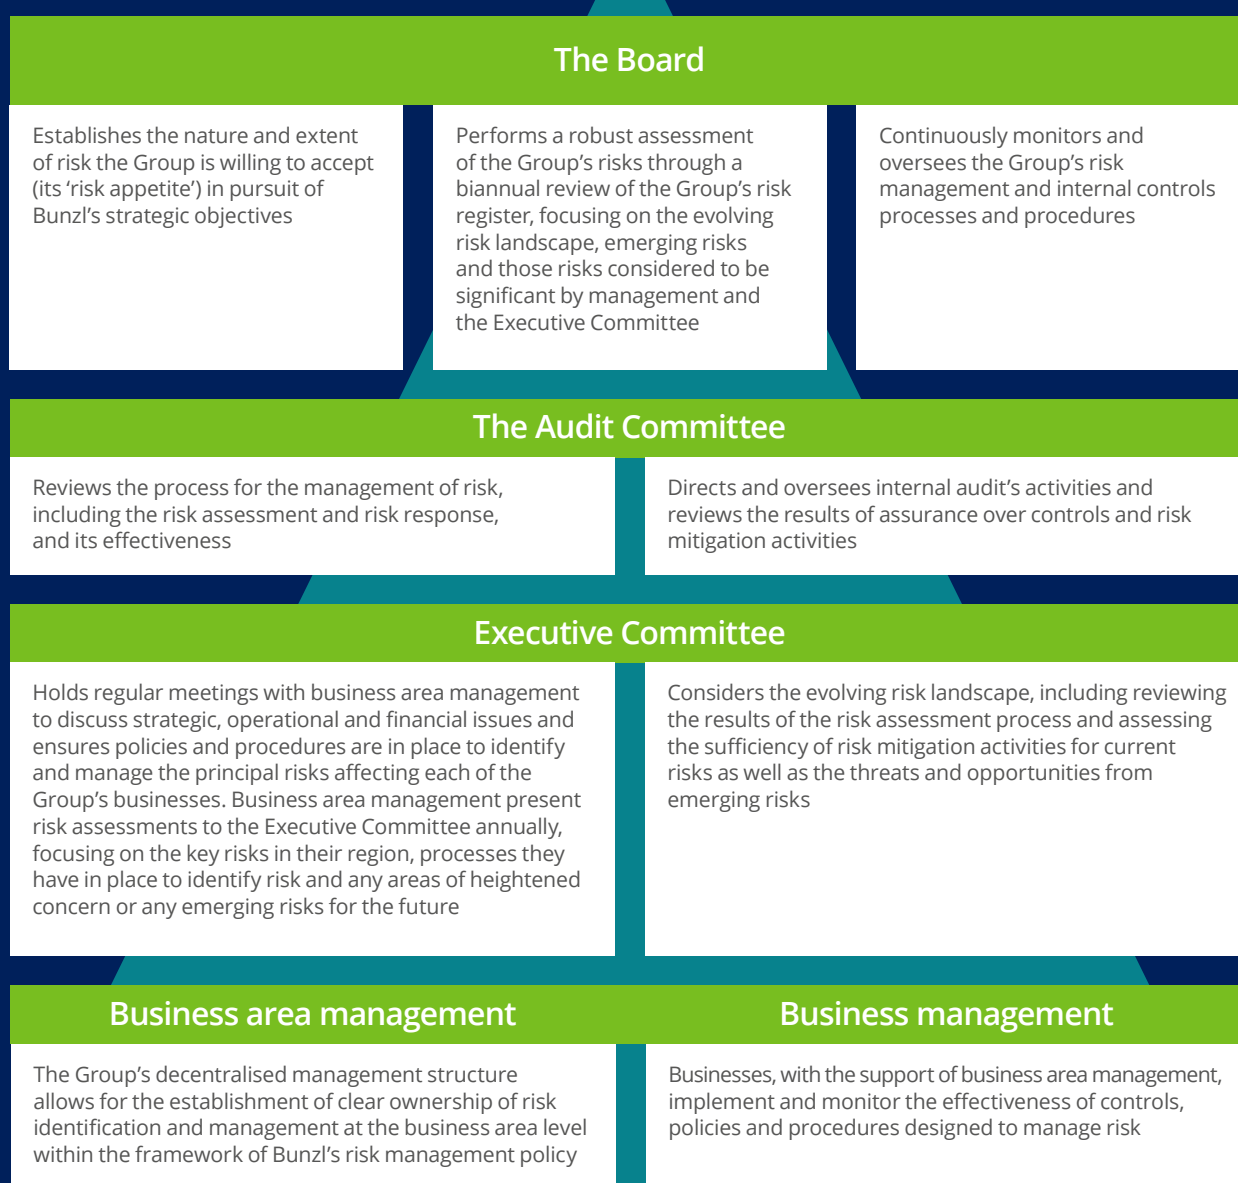 The Board
Establishes the nature and extent
of risk the Group is willing to accept
(its ‘risk appetite’) in pursuit of
Bunzl’s strategic objectives
Performs a robust assessment
of the Group’s risks through a
biannual review of the Group’s risk
register, focusing on the evolving
risk landscape, emerging risks
and those risks considered to be
significant by management and
the Executive Committee
Continuously monitors and
oversees the Group’s risk
management and internal controls
processes and procedures
The Audit Committee
Reviews the process for the management of risk,
including the risk assessment and risk response,
and its effectiveness
Directs and oversees internal audit’s activities and
reviews the results of assurance over controls and risk
mitigation activities
Executive Committee
Holds regular meetings with business area management
to discuss strategic, operational and financial issues and
ensures policies and procedures are in place to identify
and manage the principal risks affecting each of the
Group’s businesses. Business area management present
risk assessments to the Executive Committee annually,
focusing on the key risks in their region, processes they
have in place to identify risk and any areas of heightened
concern or any emerging risks for the future
Considers the evolving risk landscape, including reviewing
the results of the risk assessment process and assessing
the sufficiency of risk mitigation activities for current
risks as well as the threats and opportunities from
emerging risks
Business area management
The Group’s decentralised management structure
allows for the establishment of clear ownership of risk
identification and management at the business area level
within the framework of Bunzl’s risk management policy
Business management
Businesses, with the support of business area management,
implement and monitor the effectiveness of controls,
policies and procedures designed to manage risk